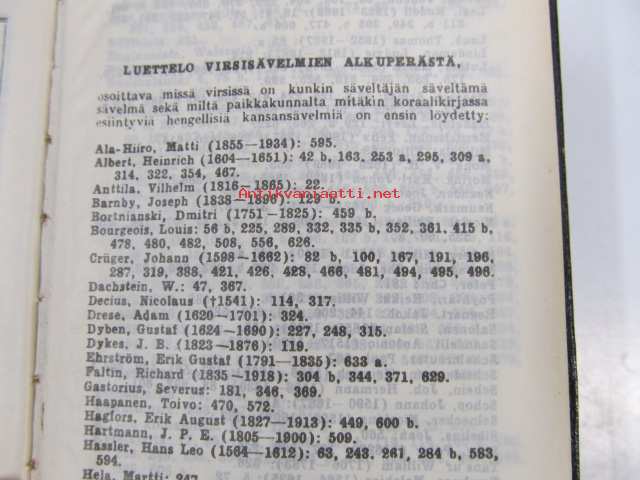 LUETTELO VIRSISÄVELMIEN ALKUPERÄSTÄ,
osoittava missä virsissä on kunkin säveltäjän säveltämä
sävelmä sekä miltä paikkakunnalta mitäkin koraalikirjassa
esiintyviä hengellisiä kansansävelmiä on ensin löydetty:
Ala-Hiiro, Matti (1855—1934): 595.
Albert, Heinrich (1604—1651): 42 b, 163, 253 a, 295, 309 a,
314, 322, 354, 467.
Anttila, Vilhelm (1816—1865): 22.
Antikvariaatti.net
Barnby, Joseph (1838—1896): 129
Bortnianski, Dmitri (1751—1825): 459 b.
Bourgeois, Louis: 56 b, 225, 289, 332, 335 b, 352, 361, 415 b,
478, 480, 482, 508, 556, 626.
Crüger, Johann (1598—1662): 82 b, 100, 167, 191, 196,
287, 319, 388, 421, 426, 428, 466, 481, 494, 495, 496.
Dachstein, W.: 47, 367.
Decius, Nicolaus (†1541): 114, 317.
Drese, Adam (1620—1701): 324.
Dyben, Gustaf (1624—1690): 227, 248, 315.
Dykes, J. B. (1823—1876): 119.
Ehrström, Erik Gustaf (1791—1835): 633 a.
Faltin, Richard (1835—1918): 304 b, 344, 371, 629.
Gastorius, Severus: 181, 346, 369.
Haapanen, Toivo: 470, 572.
Hagfors, Erik August (1827—1913): 449, 600 b.
Hartmann, J. P. E. (1805—1900): 509.
Hassler, Hans Leo (1564—1612): 63, 243, 261, 284 b, 583,
594.
Hela, Martti: 247